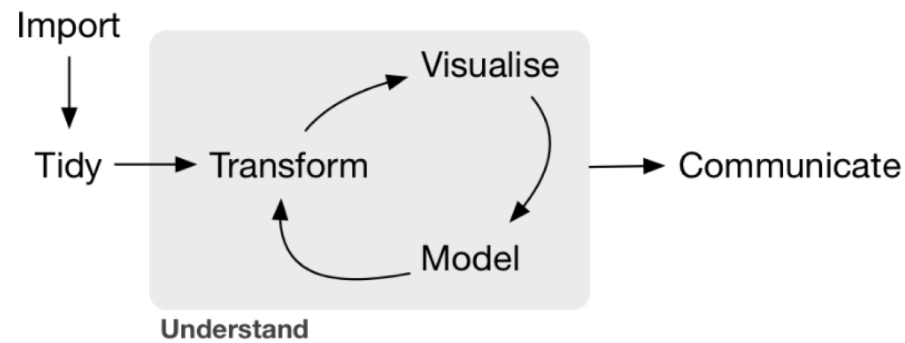 Import
Visualise
Tidy
Transform
Communicate
Model
Understand